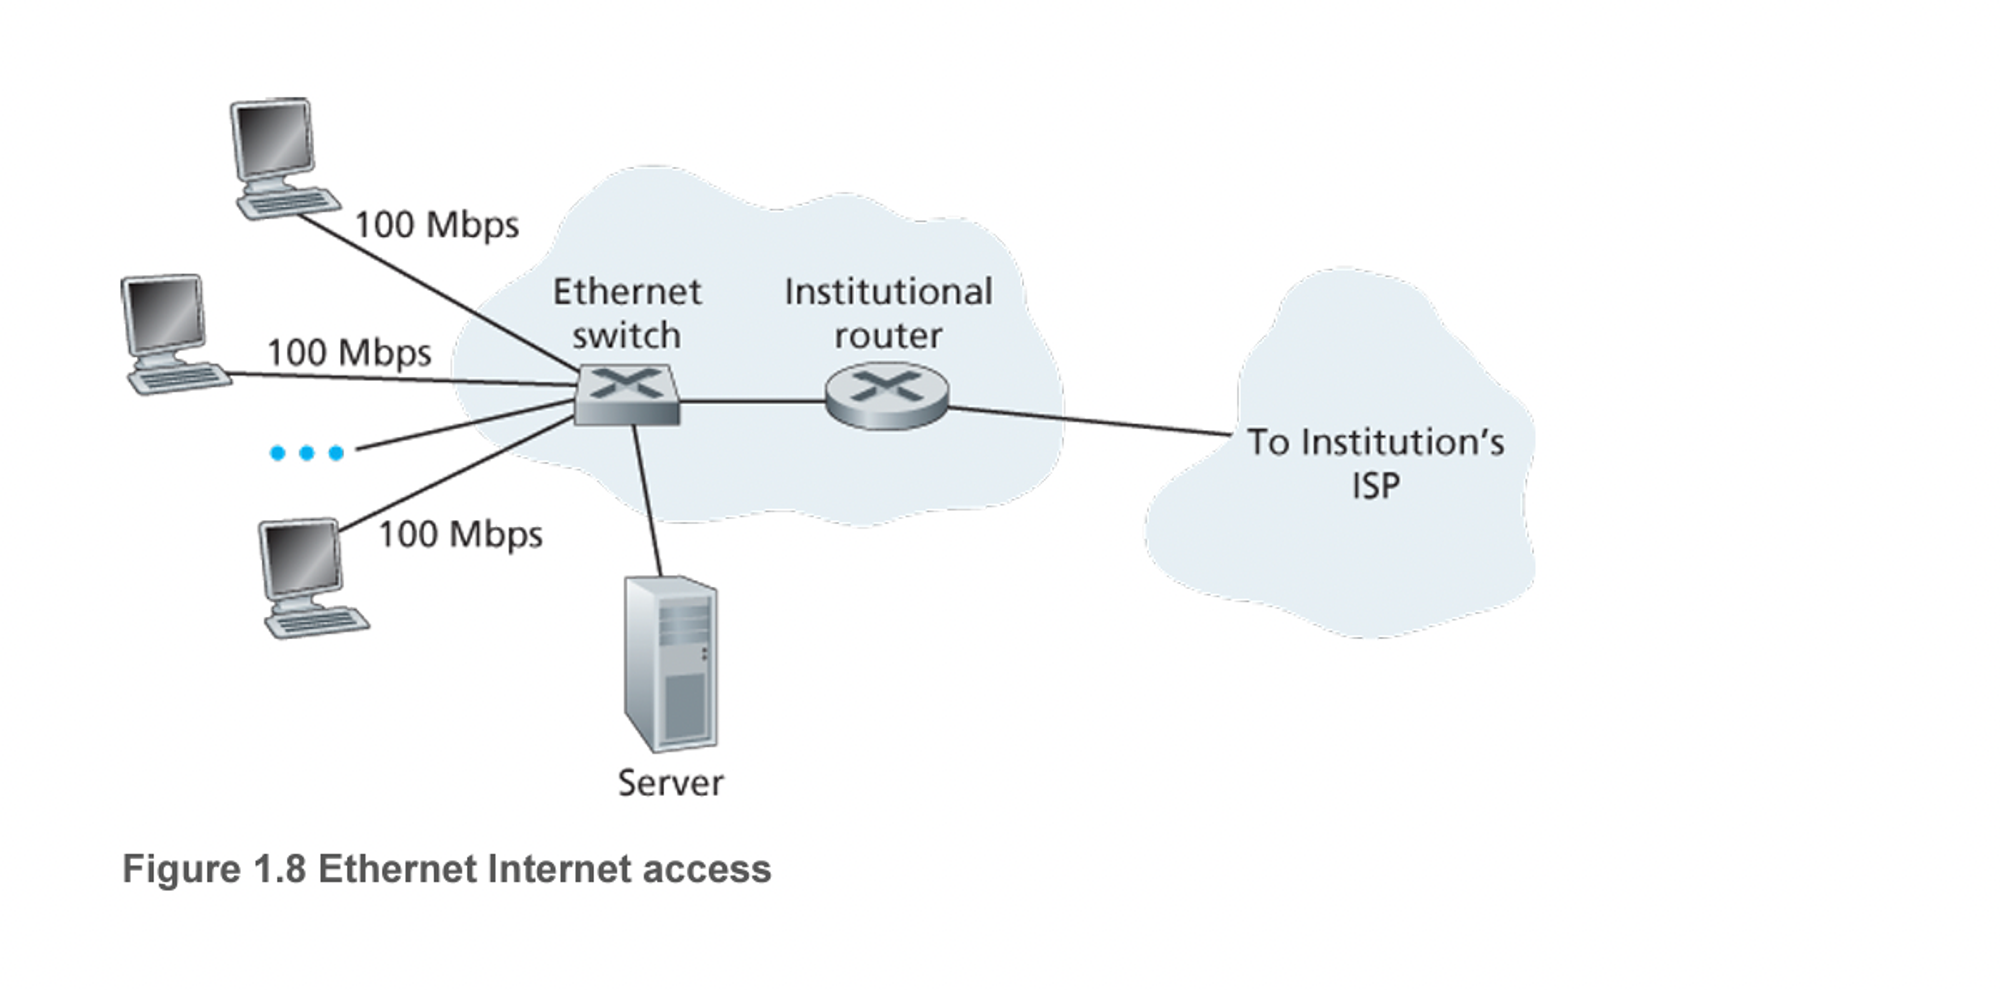 100 Mbps
Ethernet
switch
Institutional
router
100 Mbps
To Institution's
ISP
100 Mbps
Server
Figure 1.8 Ethernet Internet access